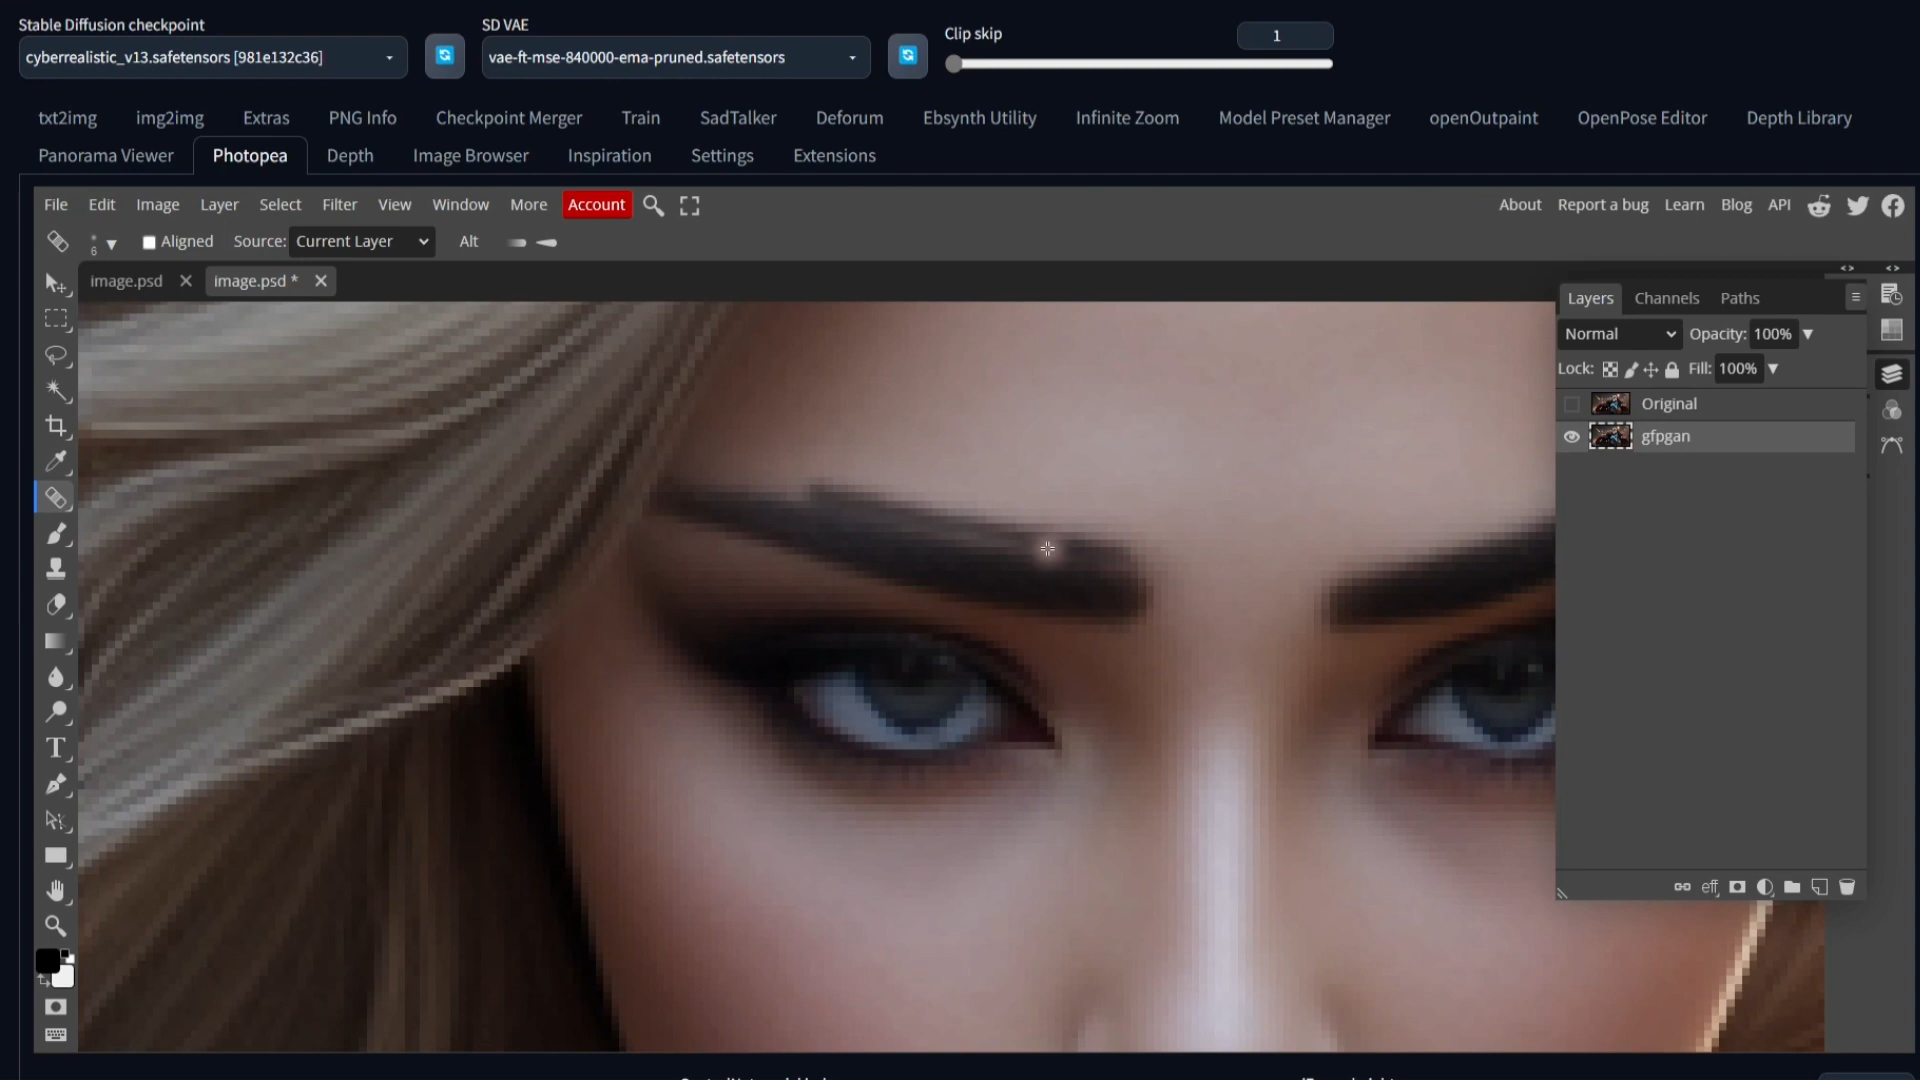 Stable Diffusion checkpoint
SD VAE
Clip skip
1
cyberrealistic_v13.safetensors [981e132c36]
vae-ft-mse-840000-ema-pruned.safetensors
txt2img img2img Extras PNG Info Checkpoint Merger Train SadTalker Deforum Ebsynth Utility Infinite Zoom Model Preset Manager openOutpaint OpenPose Editor Depth Library
Panorama Viewer Photopea Depth Image Browser Inspiration Settings Extensions
File Edit Image Layer Select Filter View Window More Account About Report a bug Learn Blog API
6 Aligned Source: Current Layer Alt
image.psd image.psd *
Layers Channels Paths
Normal Opacity: 100%
Lock: Fill: 100%
Original
gfpgan
eff